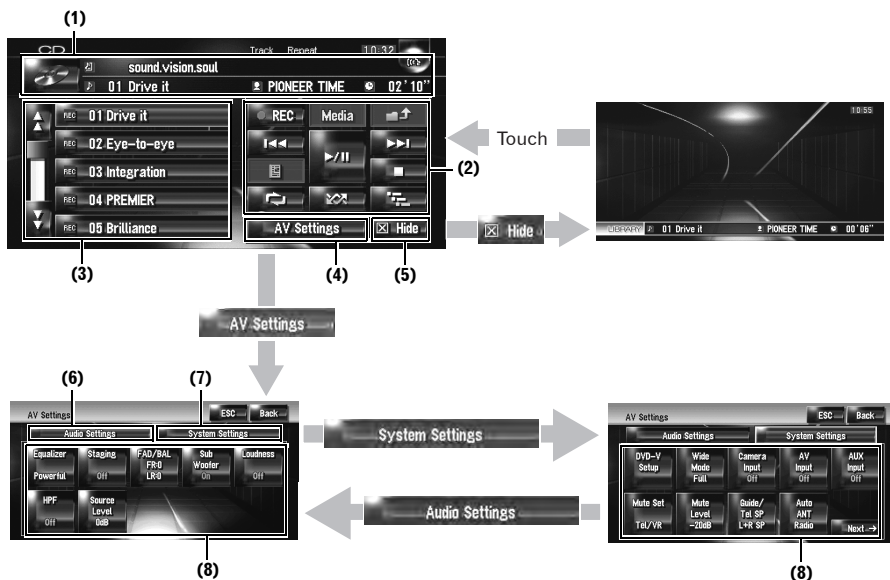 (1)
CD Track Repeat 10:32
sound.vision.soul
01 Drive it PIONEER TIME 02'10"
REC 01 Drive it
REC 02 Eye-to-eye
REC 03 Integration
REC 04 PREMIER
REC 05 Brilliance
REC Media
(2)
AV Settings Hide
(3) (4) (5)
Touch
10:55
LIBRARY 01 Drive it PIONEER TIME 00'06"
Hide
AV Settings
(6) (7)
AV Settings ESC Back
Audio Settings System Settings
Equalizer Powerful
Staging Off
FAD/BAL FR:0 LR:0
Sub Woofer On
Loudness Off
HPF Off
Source Level 0dB
(8)
System Settings
Audio Settings
AV Settings ESC Back
Audio Settings System Settings
DVD-V Setup
Wide Mode Full
Camera Input Off
AV Input Off
AUX Input Off
Mute Set Tel/VR
Mute Level -20dB
Guide/ Tel SP L+R SP
Auto ANT Radio
Next
(8)